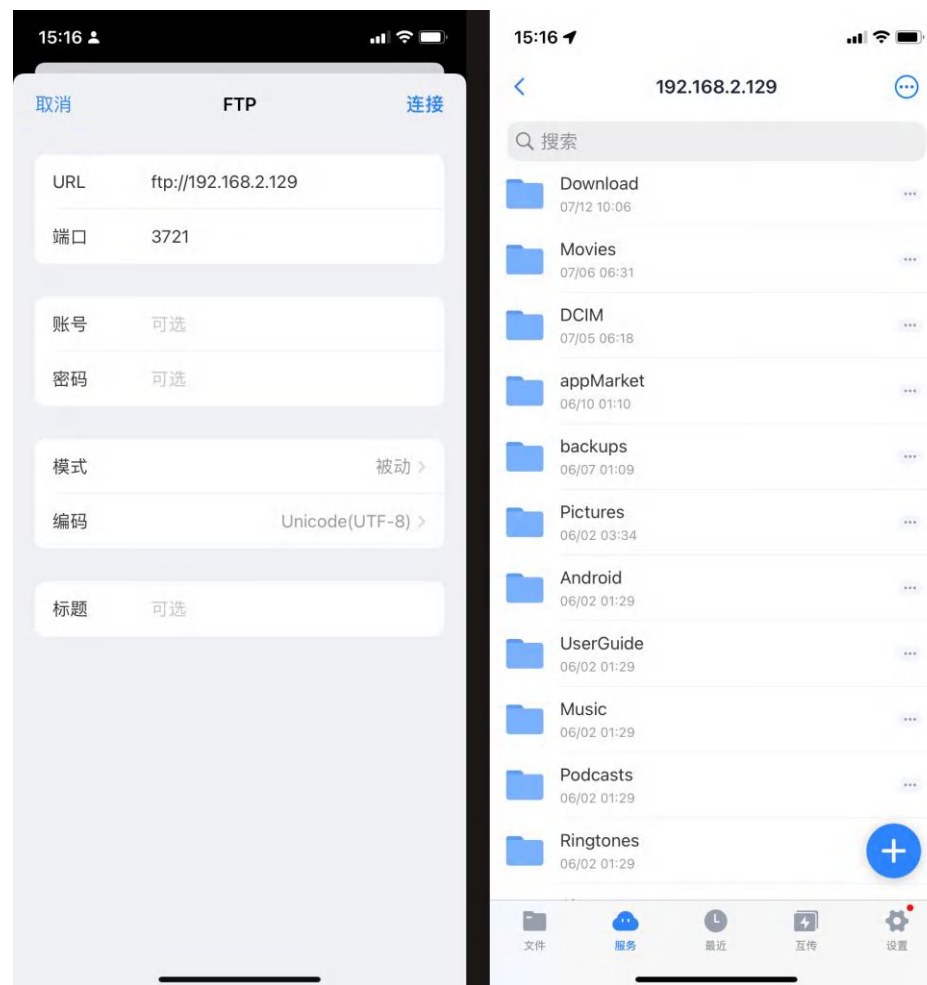 15:16
取消
FTP
连接
URL
ftp://192.168.2.129
端口
3721
账号
可选
密码
可选
模式
被动
编码
Unicode(UTF-8)
标题
可选
15:16
192.168.2.129
搜索
Download
07/12 10:06
Movies
07/06 06:31
DCIM
07/05 06:18
appMarket
06/10 01:10
backups
06/07 01:09
Pictures
06/02 03:34
Android
06/02 01:29
UserGuide
06/02 01:29
Music
06/02 01:29
Podcasts
06/02 01:29
Ringtones
06/02 01:29
文件
服务
最近
互传
设置